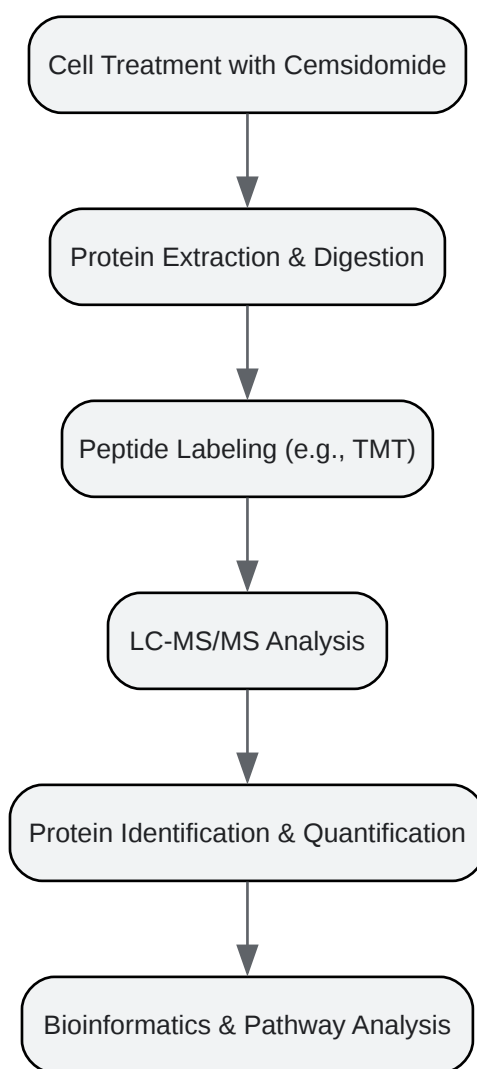 Cell Treatment with Cemsidomide
Protein Extraction & Digestion
Peptide Labeling (e.g., TMT)
LC-MS/MS Analysis
Protein Identification & Quantification
Bioinformatics & Pathway Analysis